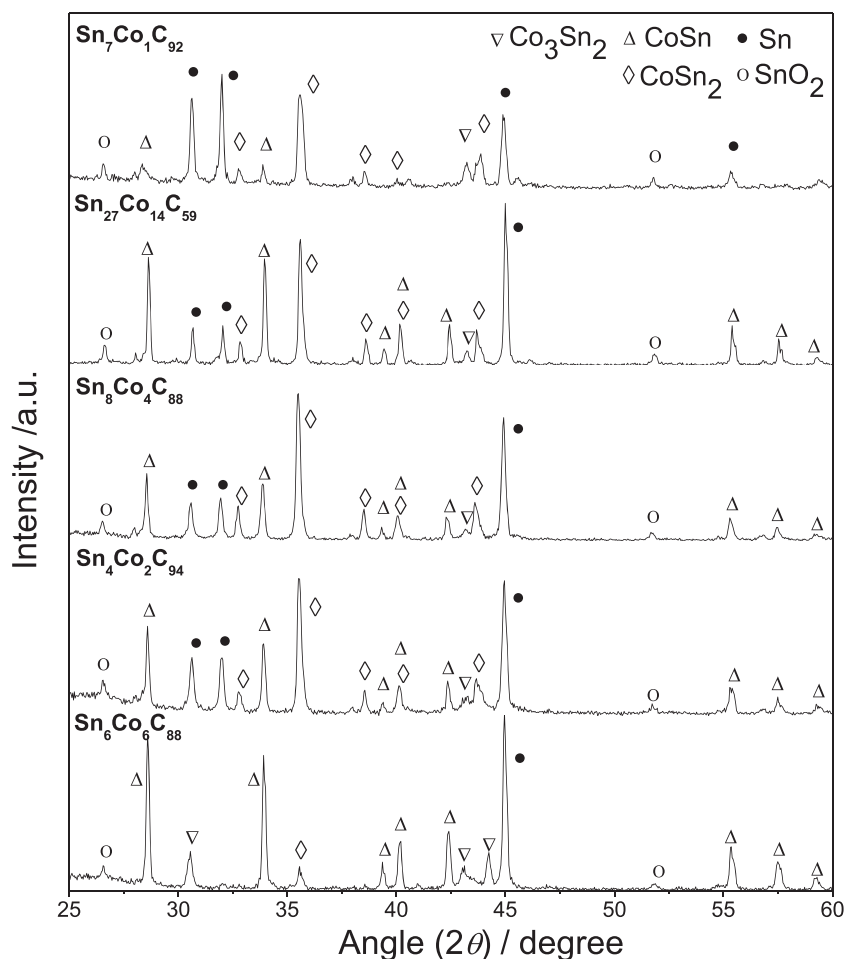 Sn7Co1C92
▽ Co3Sn2 △ CoSn ● Sn
◇ CoSn2 O SnO2
Sn27Co14C59
Sn8Co4C88
Sn4Co2C94
Sn6Co6C88
Intensity /a.u.
25 30 35 40 45 50 55 60
Angle (2θ) / degree